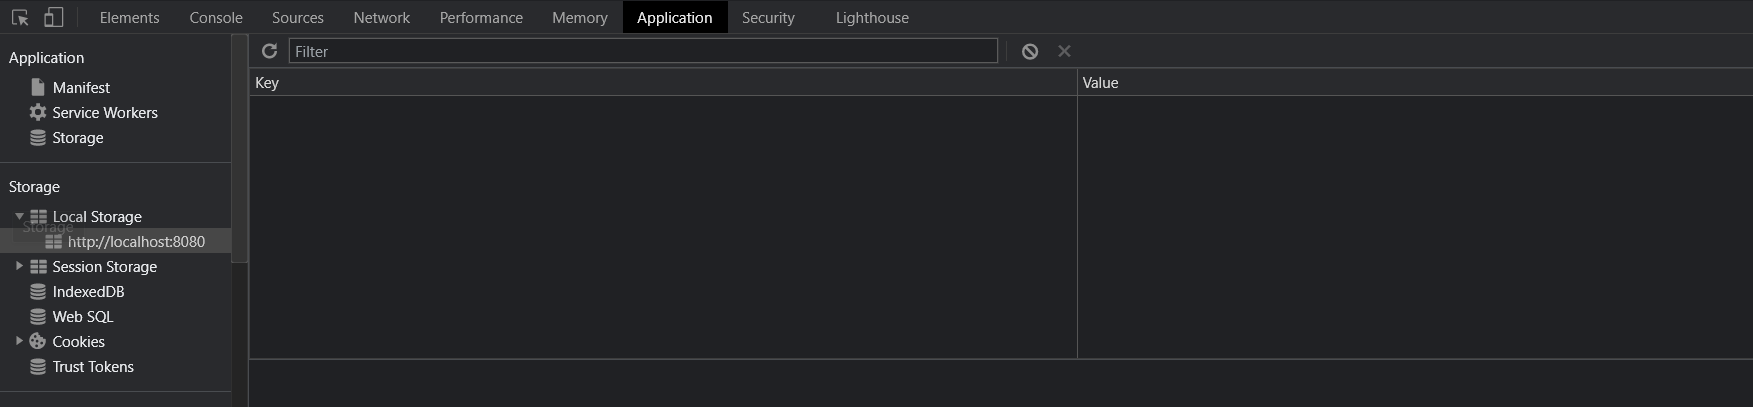 Elements Console Sources Network Performance Memory Application Security Lighthouse
Application
Manifest
Service Workers
Storage
Storage
Local Storage
Storage
http://localhost:8080
Session Storage
IndexedDB
Web SQL
Cookies
Trust Tokens
Filter
Key Value